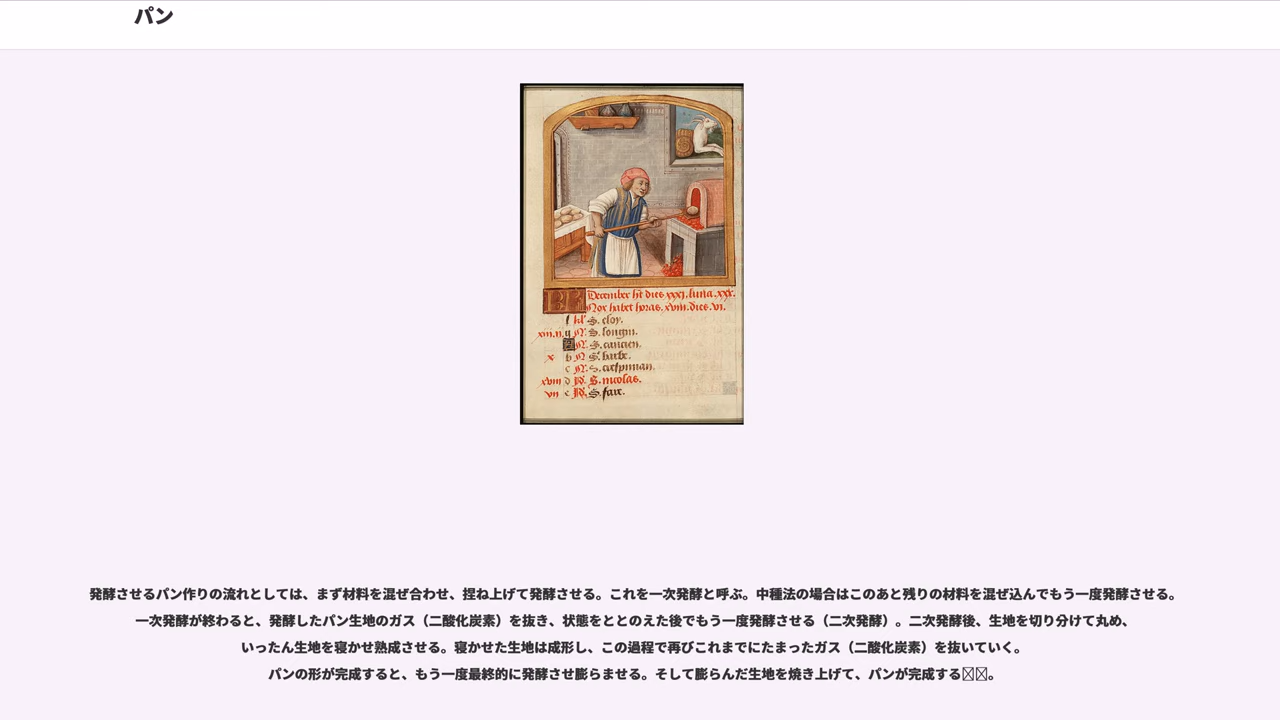 パン
December hẽ dies xxxi. luna. xxx.
Nox habet horas. xviii. dies. vi.
f kl' S. eloy.
S. longin.
b N S. barbe.
xviii d S. nicolas.
vii e S. fare.
発酵させるパン作りの流れとしては、まず材料を混ぜ合わせ、捏ね上げて発酵させる。これを一次発酵と呼ぶ。中種法の場合はこのあと残りの材料を混ぜ込んでもう一度発酵させる。
一次発酵が終わると、発酵したパン生地のガス（二酸化炭素）を抜き、状態をととのえた後でもう一度発酵させる（二次発酵）。二次発酵後、生地を切り分けて丸め、
いったん生地を寝かせ熟成させる。寝かせた生地は成形し、この過程で再びこれまでにたまったガス（二酸化炭素）を抜いていく。
パンの形が完成すると、もう一度最終的に発酵させ膨らませる。そして膨らんだ生地を焼き上げて、パンが完成する。